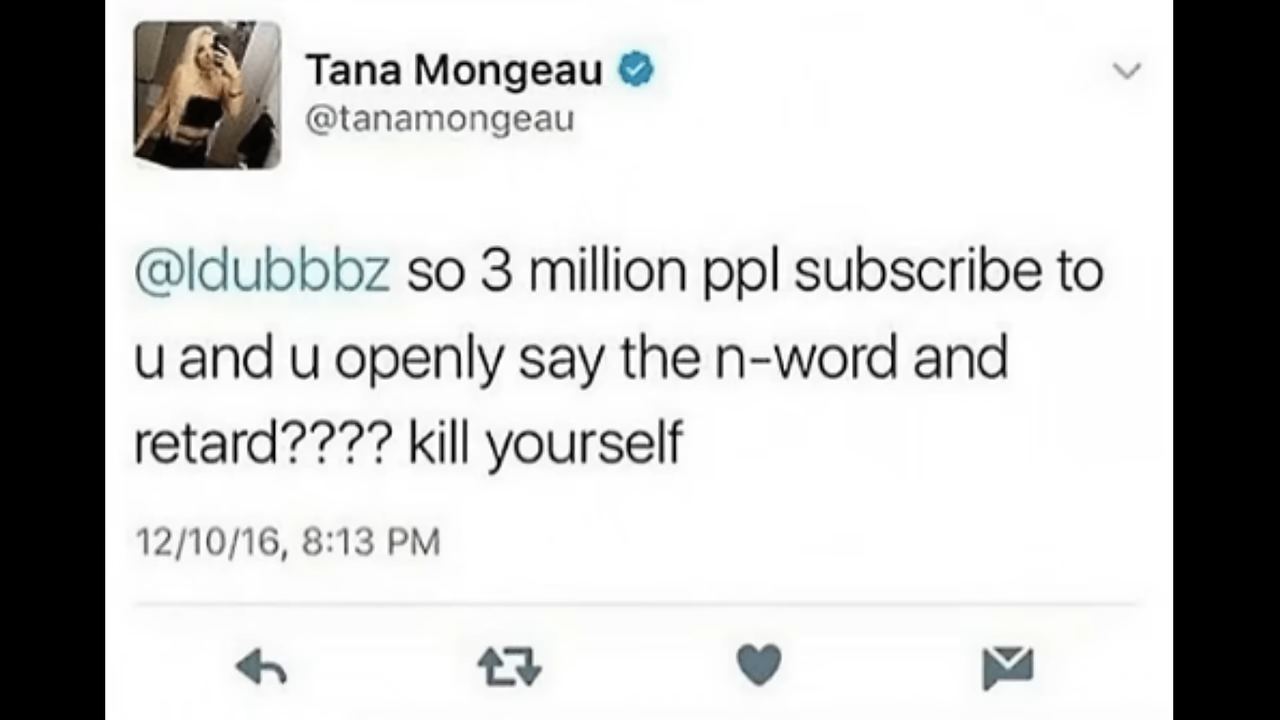 Tana Mongeau
@tanamongeau
@Idubbbz so 3 million ppl subscribe to
u and u openly say the n-word and
retard???? kill yourself
12/10/16, 8:13 PM